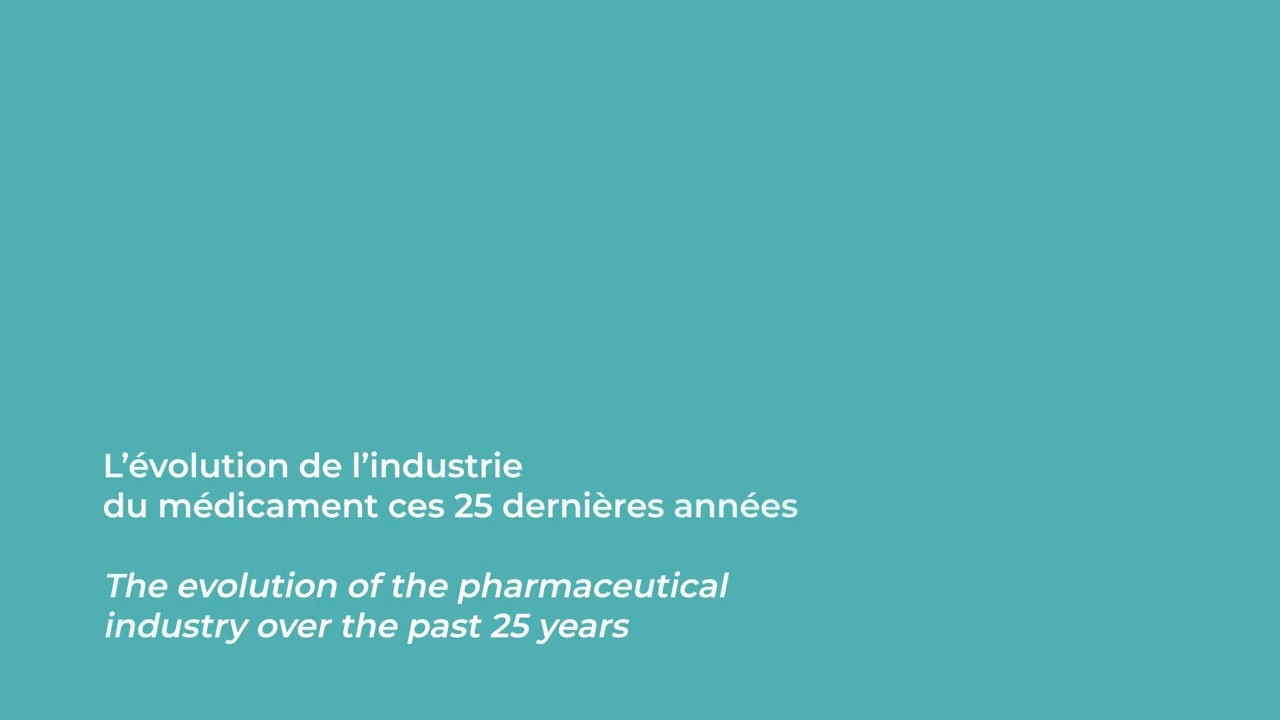 L’évolution de l’industrie
du médicament ces 25 dernières années
The evolution of the pharmaceutical
industry over the past 25 years